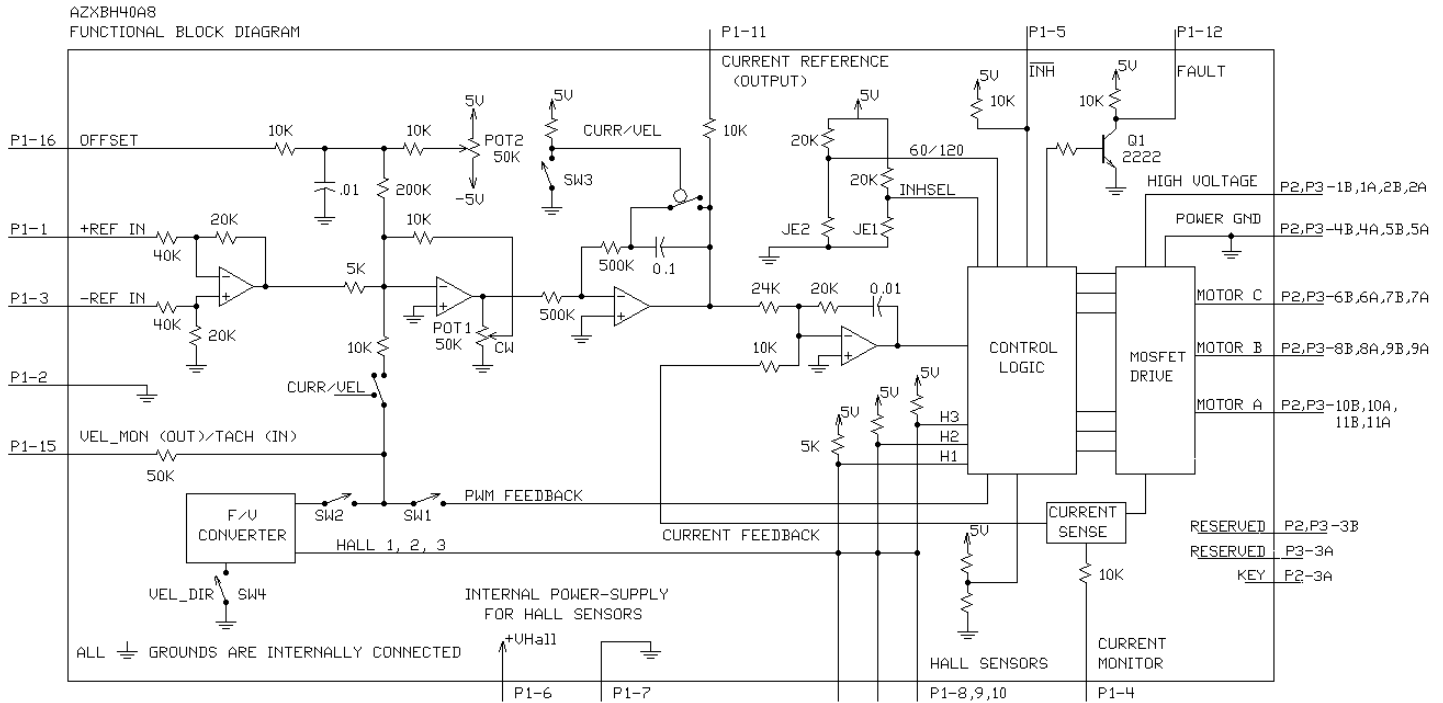 AZXBH40A8
FUNCTIONAL BLOCK DIAGRAM
P1-11
P1-5
P1-12
CURRENT REFERENCE
(OUTPUT)
INH
FAULT
5V
10K
5V
10K
Q1
2222
P1-16
OFFSET
10K
10K
5V
POT2
50K
-5V
.01
200K
5V
CURR/VEL
SW3
10K
5V
20K
60/120
20K
INHSEL
JE2
JE1
HIGH VOLTAGE
P2,P3-1B,1A,2B,2A
POWER GND
P2,P3-4B,4A,5B,5A
P1-1
+REF IN
40K
20K
P1-3
-REF IN
40K
20K
5K
10K
POT1
50K
CW
500K
500K
0.1
24K
20K
0.01
10K
CONTROL
LOGIC
MOSFET
DRIVE
MOTOR C
P2,P3-6B,6A,7B,7A
MOTOR B
P2,P3-8B,8A,9B,9A
MOTOR A
P2,P3-10B,10A,
11B,11A
10K
P1-2
CURR/VEL
P1-15
VEL_MON (OUT)/TACH (IN)
50K
5V
5V
5V
5K
H3
H2
H1
F/V
CONVERTER
SW2
SW1
PWM FEEDBACK
HALL 1, 2, 3
CURRENT FEEDBACK
CURRENT
SENSE
5V
10K
RESERVED
P2,P3-3B
RESERVED
P3-3A
KEY
P2-3A
VEL_DIR
SW4
INTERNAL POWER-SUPPLY
FOR HALL SENSORS
+VHall
ALL GROUNDS ARE INTERNALLY CONNECTED
HALL SENSORS
CURRENT
MONITOR
P1-6
P1-7
P1-8,9,10
P1-4